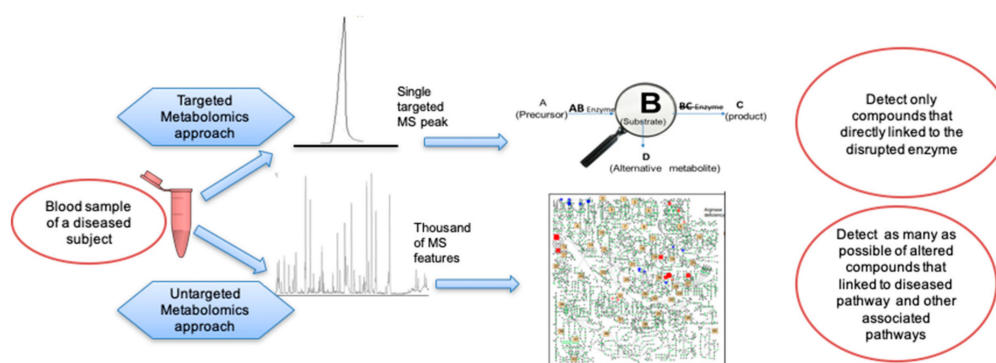 Targeted
Metabolomics
approach
Single
targeted
MS peak
A
(Precursor)
AB Enzyme
B
(Substrate)
BC Enzyme
C
(product)
D
(Alternative metabolite)
Detect only
compounds that
directly linked to the
disrupted enzyme
Blood sample
of a diseased
subject
Untargeted
Metabolomics
approach
Thousand
of MS
features
Arginase
deficiency
Detect as many as
possible of altered
compounds that
linked to diseased
pathway and other
associated
pathways